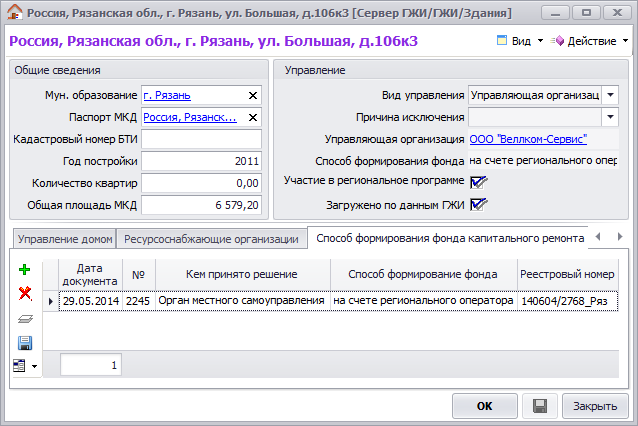 Россия, Рязанская обл., г. Рязань, ул. Большая, д.106к3 [Сервер ГЖИ/ГЖИ/Здания]
Россия, Рязанская обл., г. Рязань, ул. Большая, д.106к3
Вид
Действие
Общие сведения
Мун. образование г. Рязань
Паспорт МКД Россия, Рязанск...
Кадастровый номер БТИ
Год постройки 2011
Количество квартир 0,00
Общая площадь МКД 6 579,20
Управление
Вид управления Управляющая организац
Причина исключения
Управляющая организация ООО "Веллком-Сервис"
Способ формирования фонда на счете регионального опер
Участие в региональное программе
Загружено по данным ГЖИ
Управление домом Ресурсоснабжающие организации Способ формирования фонда капитального ремонта
Дата документа № Кем принято решение Способ формирование фонда Реестровый номер
29.05.2014 2245 Орган местного самоуправления на счете регионального оператора 140604/2768_Ряз
1
ОК Закрыть